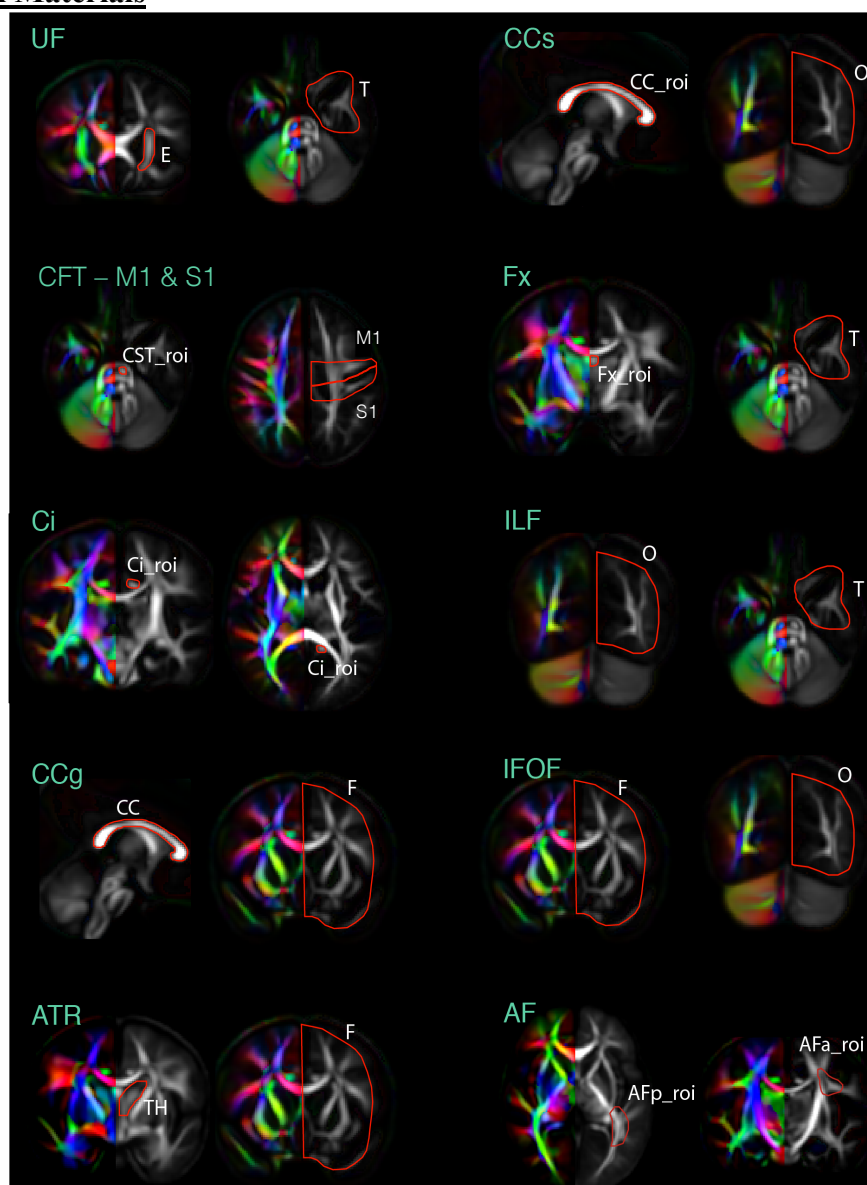 Materials
UF
T
E
CCs
CC_roi
O
CFT – M1 & S1
CST_roi
M1
S1
Fx
Fx_roi
T
Ci
Ci_roi
Ci_roi
ILF
O
T
CCg
CC
F
IFOF
F
O
ATR
TH
F
AF
AFp_roi
AFa_roi